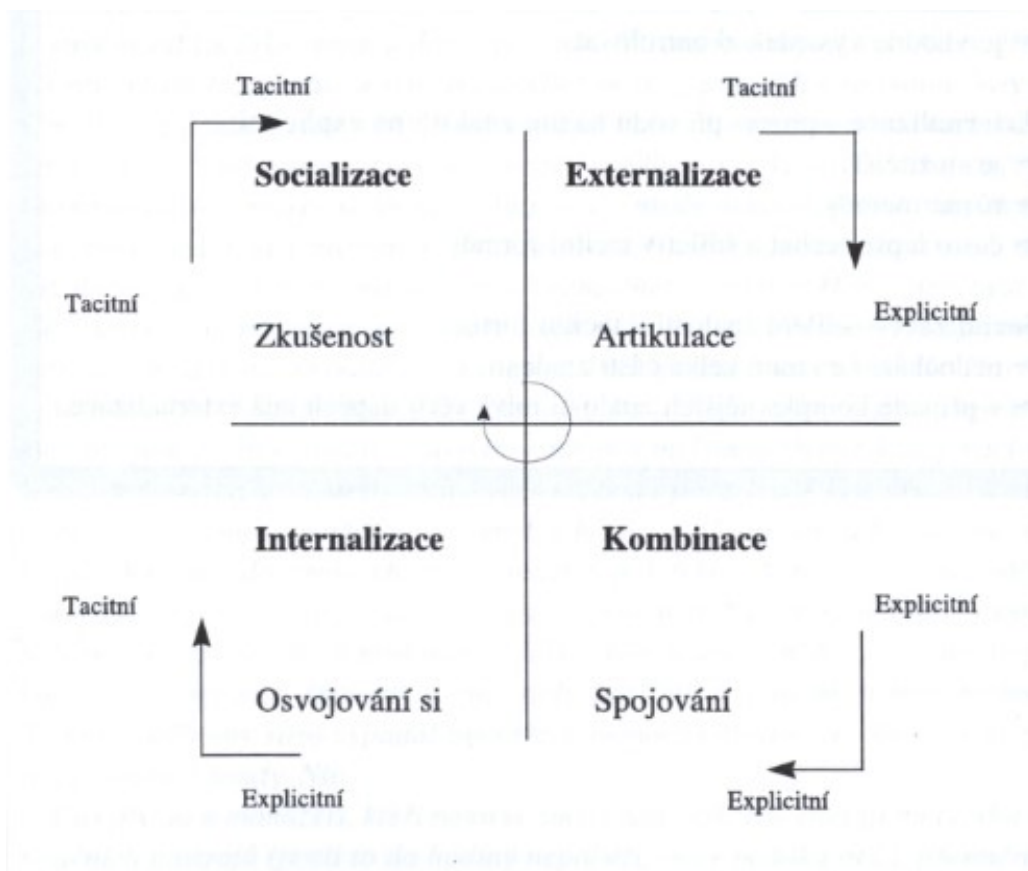 Tacitní
Tacitní
Socializace
Externalizace
Tacitní
Explicitní
Zkušenost
Artikulace
Internalizace
Kombinace
Tacitní
Explicitní
Osvojování si
Spojování
Explicitní
Explicitní